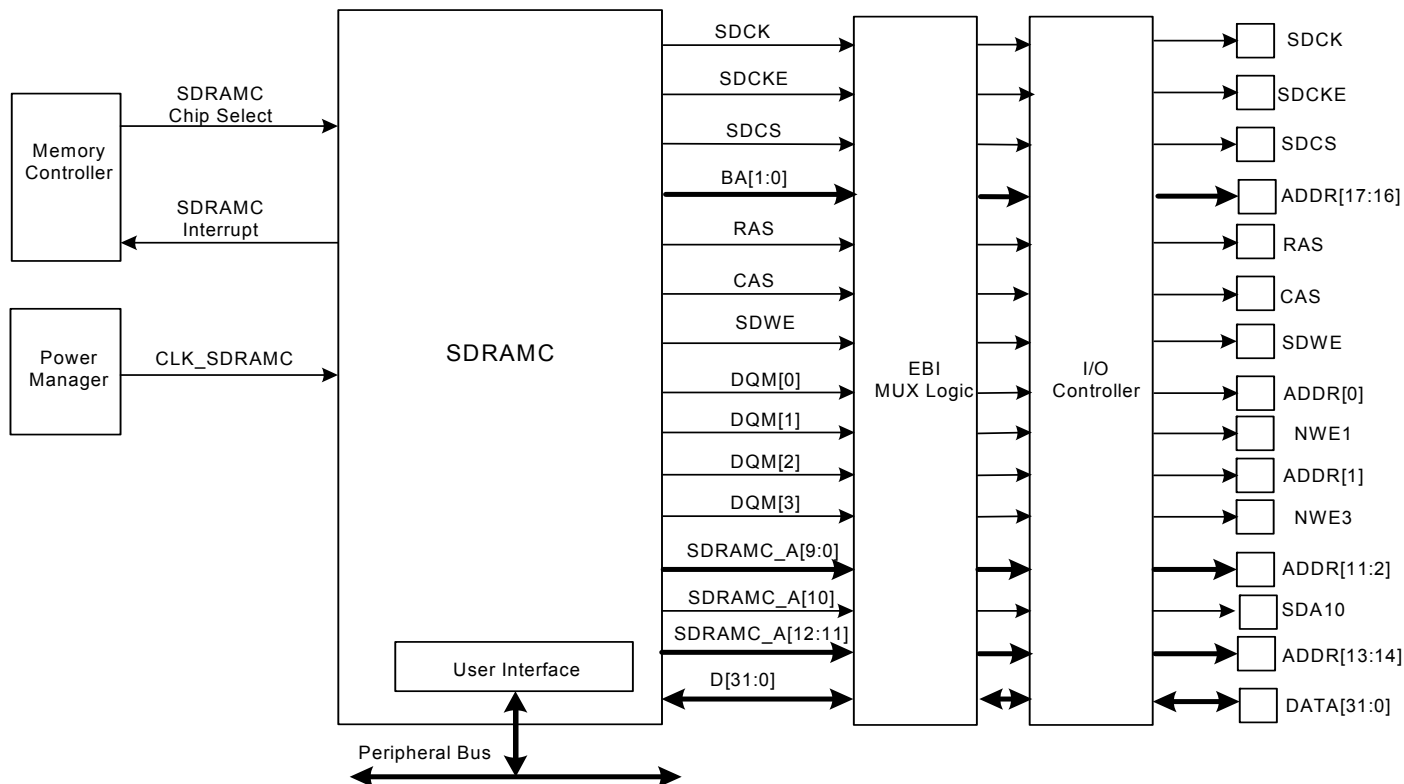 Memory
Controller
SDRAMC
Chip Select
SDRAMC
Interrupt
Power
Manager
CLK_SDRAMC
SDRAMC
User Interface
Peripheral Bus
SDCK
SDCKE
SDCS
BA[1:0]
RAS
CAS
SDWE
DQM[0]
DQM[1]
DQM[2]
DQM[3]
SDRAMC_A[9:0]
SDRAMC_A[10]
SDRAMC_A[12:11]
D[31:0]
EBI
MUX Logic
I/O
Controller
SDCK
SDCKE
SDCS
ADDR[17:16]
RAS
CAS
SDWE
ADDR[0]
NWE1
ADDR[1]
NWE3
ADDR[11:2]
SDA10
ADDR[13:14]
DATA[31:0]